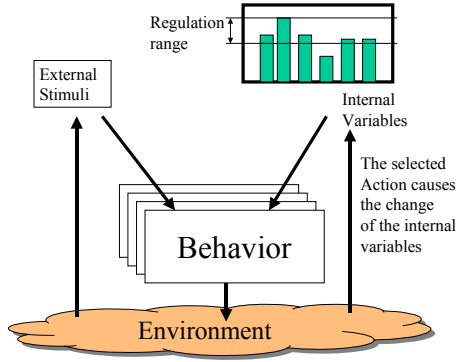 Regulation
range
External
Stimuli
Internal
Variables
The selected
Action causes
the change
of the internal
variables
Behavior
Environment